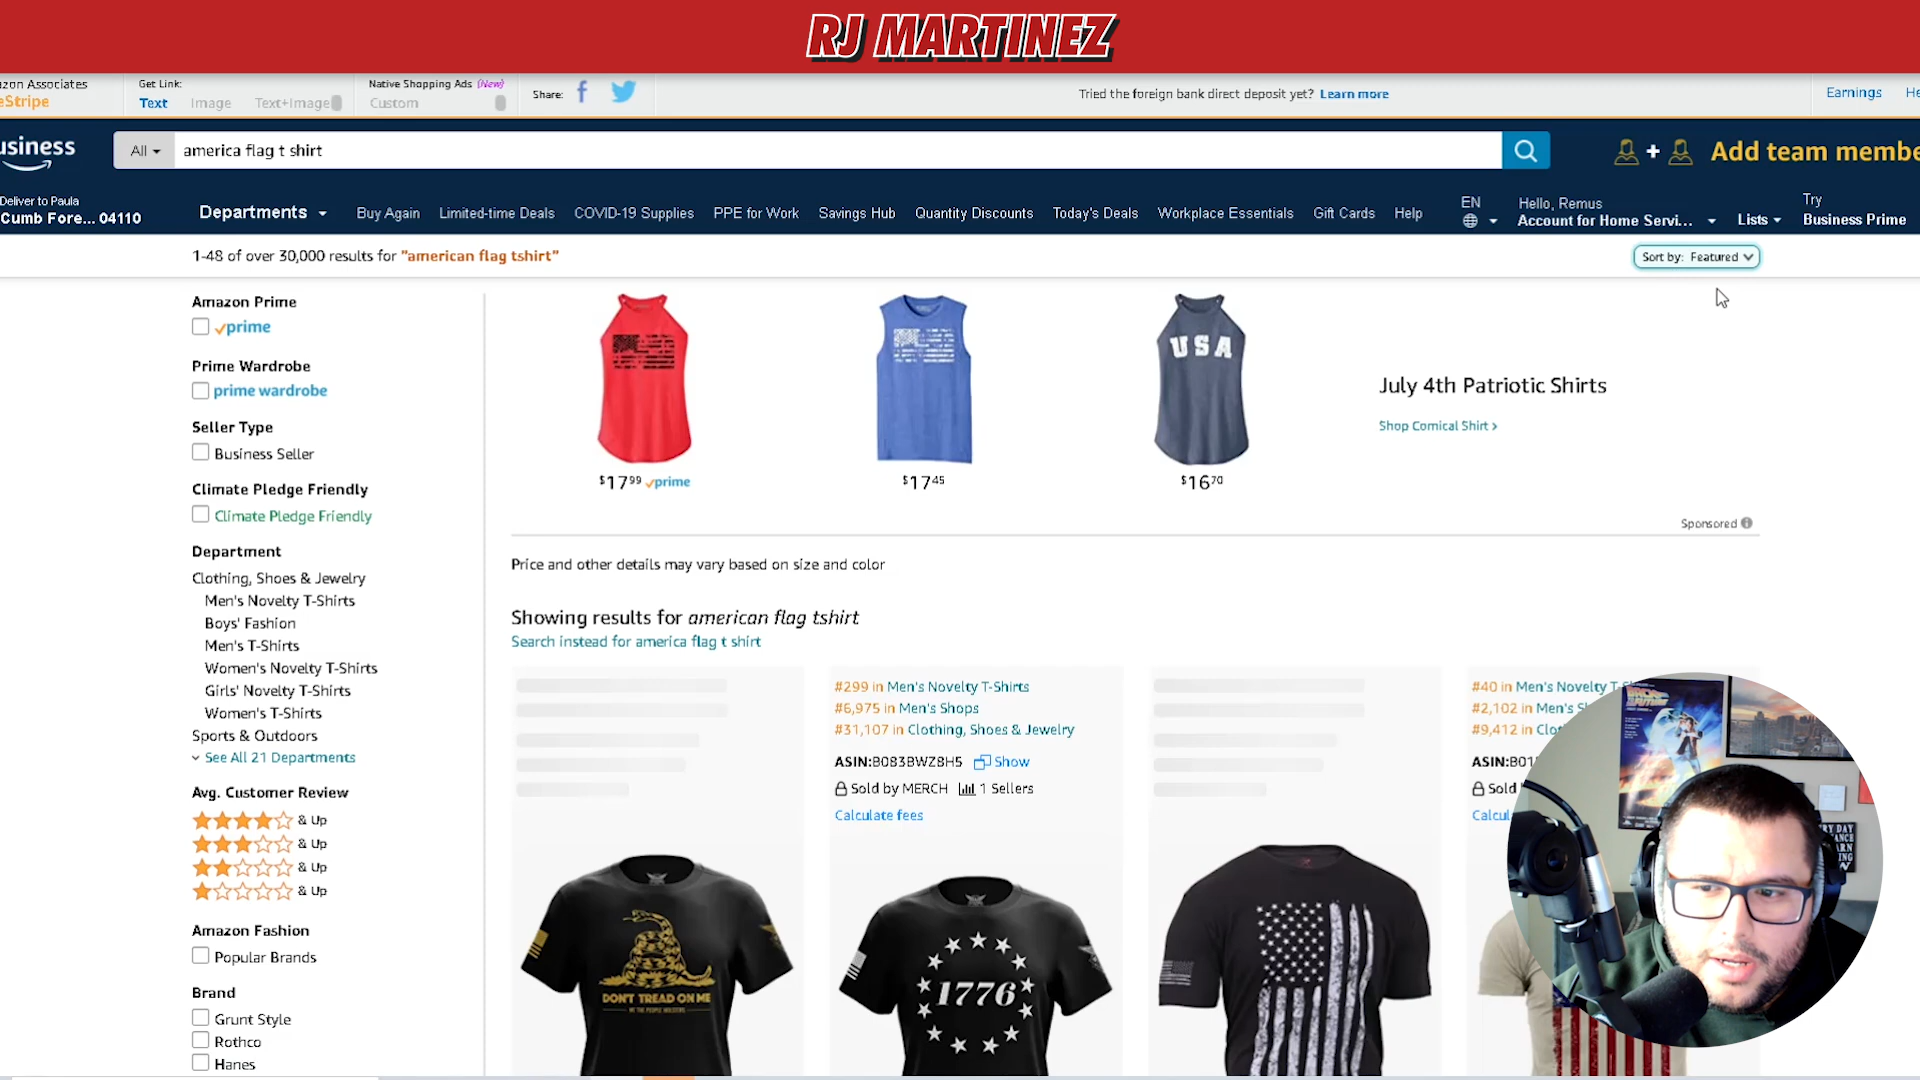 RJ MARTINEZ
zon Associates
eStripe
Get Link:
Text Image Text+Image
Native Shopping Ads (New)
Custom
Share:
Tried the foreign bank direct deposit yet? Learn more
Earnings He
usiness
All
america flag t shirt
Add team membe
Deliver to Paula
Cumb Fore... 04110
Departments
Buy Again
Limited-time Deals
COVID-19 Supplies
PPE for Work
Savings Hub
Quantity Discounts
Today's Deals
Workplace Essentials
Gift Cards
Help
EN
Hello, Remus
Account for Home Servi...
Lists
Try
Business Prime
1-48 of over 30,000 results for "american flag tshirt"
Sort by: Featured
Amazon Prime
prime
Prime Wardrobe
prime wardrobe
Seller Type
Business Seller
Climate Pledge Friendly
Climate Pledge Friendly
Department
Clothing, Shoes & Jewelry
Men's Novelty T-Shirts
Boys' Fashion
Men's T-Shirts
Women's Novelty T-Shirts
Girls' Novelty T-Shirts
Women's T-Shirts
Sports & Outdoors
See All 21 Departments
Avg. Customer Review
& Up
& Up
& Up
& Up
Amazon Fashion
Popular Brands
Brand
Grunt Style
Rothco
Hanes
USA
$17.99 prime
$17.45
$16.70
July 4th Patriotic Shirts
Shop Comical Shirt ›
Sponsored
Price and other details may vary based on size and color
Showing results for american flag tshirt
Search instead for america flag t shirt
#299 in Men's Novelty T-Shirts
#6,975 in Men's Shops
#31,107 in Clothing, Shoes & Jewelry
ASIN:B083BWZ8H5 Show
Sold by MERCH 1 Sellers
Calculate fees
#40 in Men's Novelty T-S
#2,102 in Men's Sh
#9,412 in Clo
ASIN:B01
Sold
Calcul
DON'T TREAD ON ME
1776